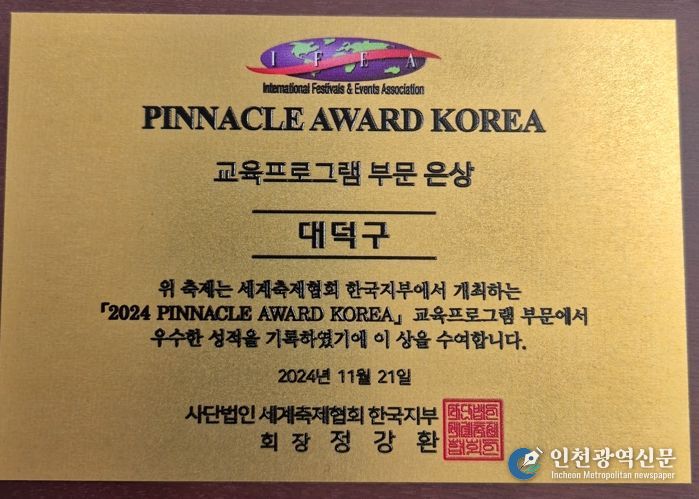 I F E A
International Festivals & Events Association
PINNACLE AWARD KOREA
교육프로그램 부문 은상
대덕구
위 축제는 세계축제협회 한국지부에서 개최하는
「2024 PINNACLE AWARD KOREA」 교육프로그램 부문에서
우수한 성적을 기록하였기에 이 상을 수여합니다.
2024년 11월 21일
사단법인 세계축제협회 한국지부
회 장 정 강 환
인천광역신문
Incheon Metropolitan newspaper